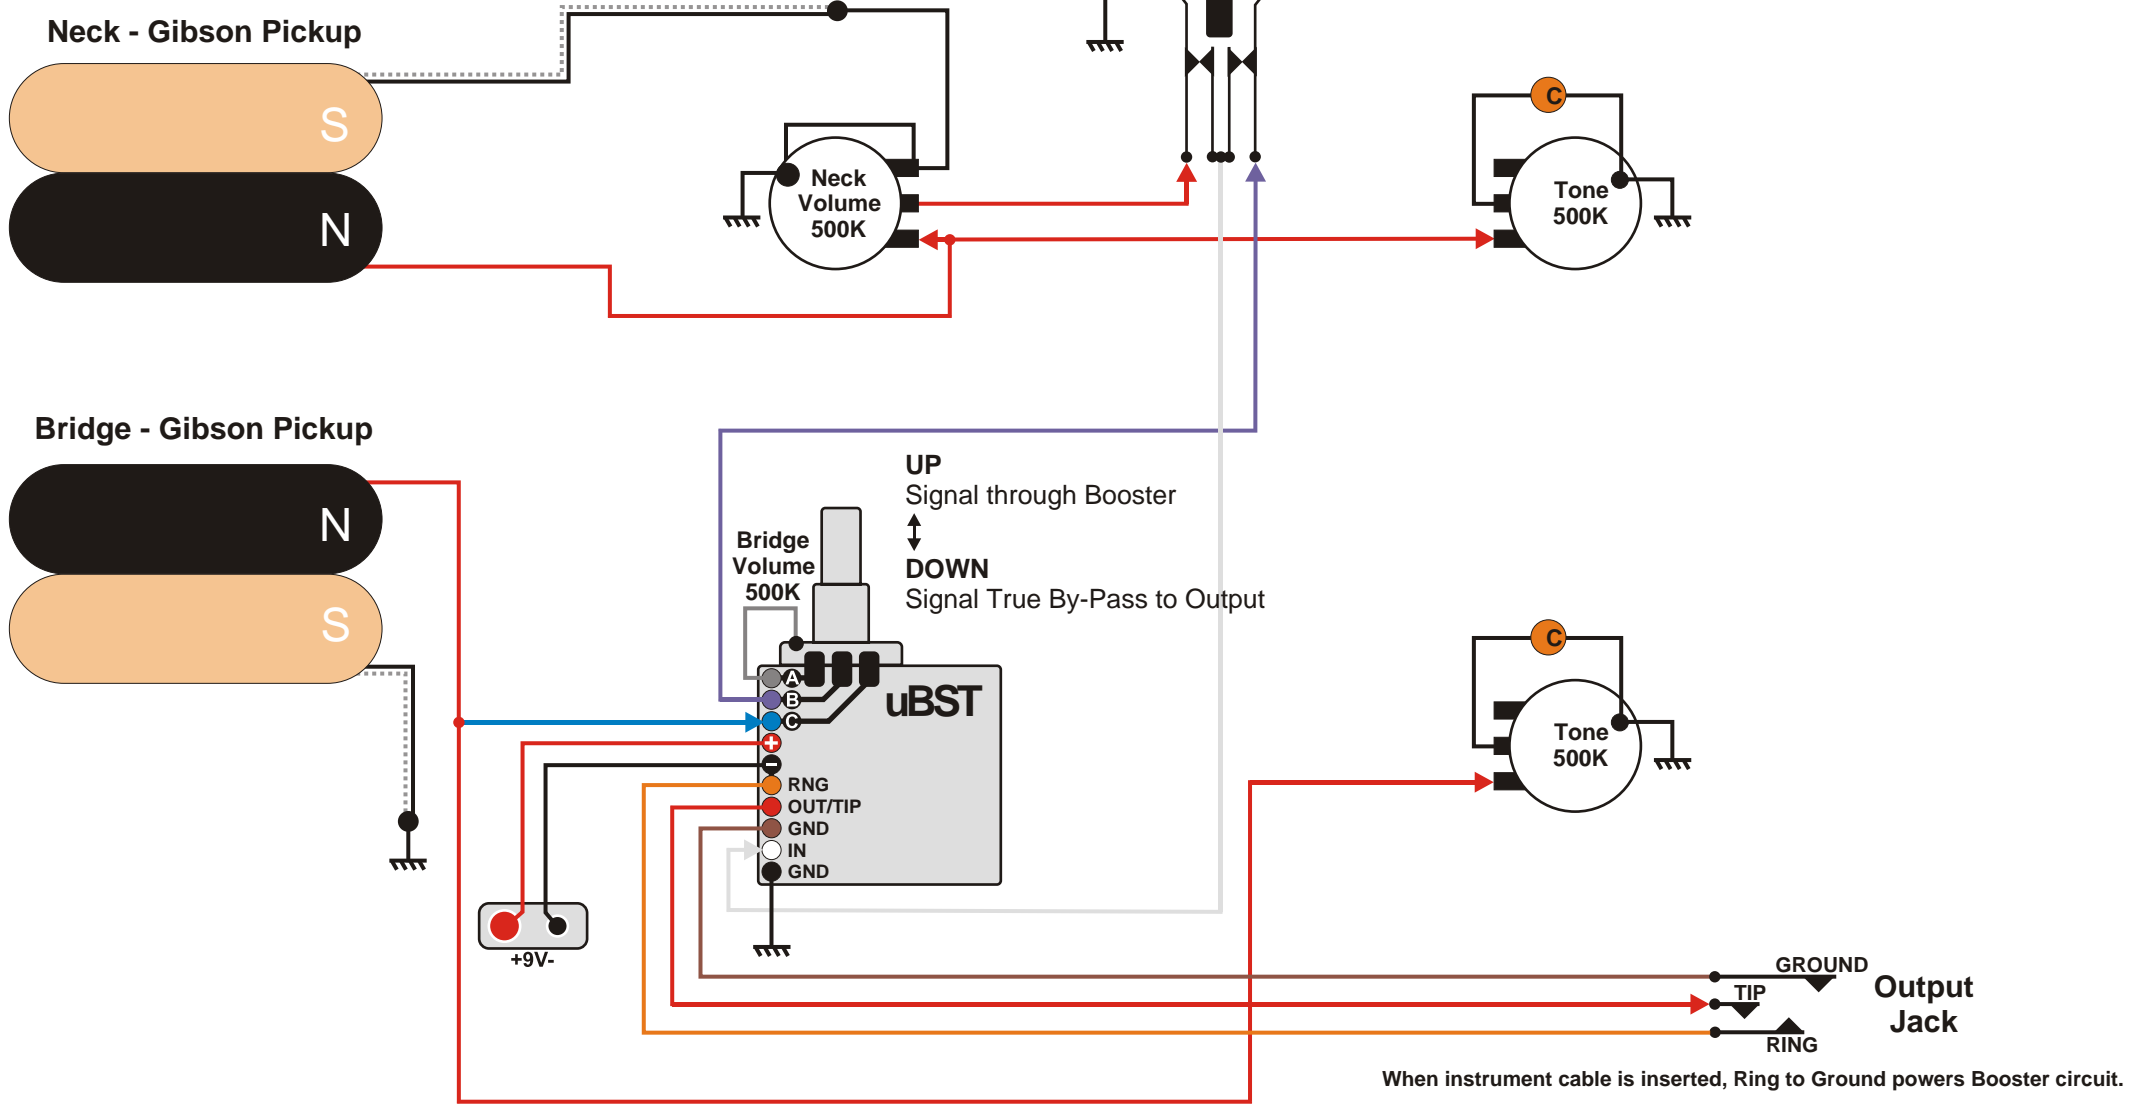 Neck - Gibson Pickup
S
N
Neck
Volume
500K
C
Tone
500K
Bridge - Gibson Pickup
N
S
UP
Signal through Booster
DOWN
Signal True By-Pass to Output
Bridge
Volume
500K
A
B
C
+
−
RNG
OUT/TIP
GND
IN
GND
uBST
C
Tone
500K
+9V-
GROUND
TIP
RING
Output
Jack
When instrument cable is inserted, Ring to Ground powers Booster circuit.